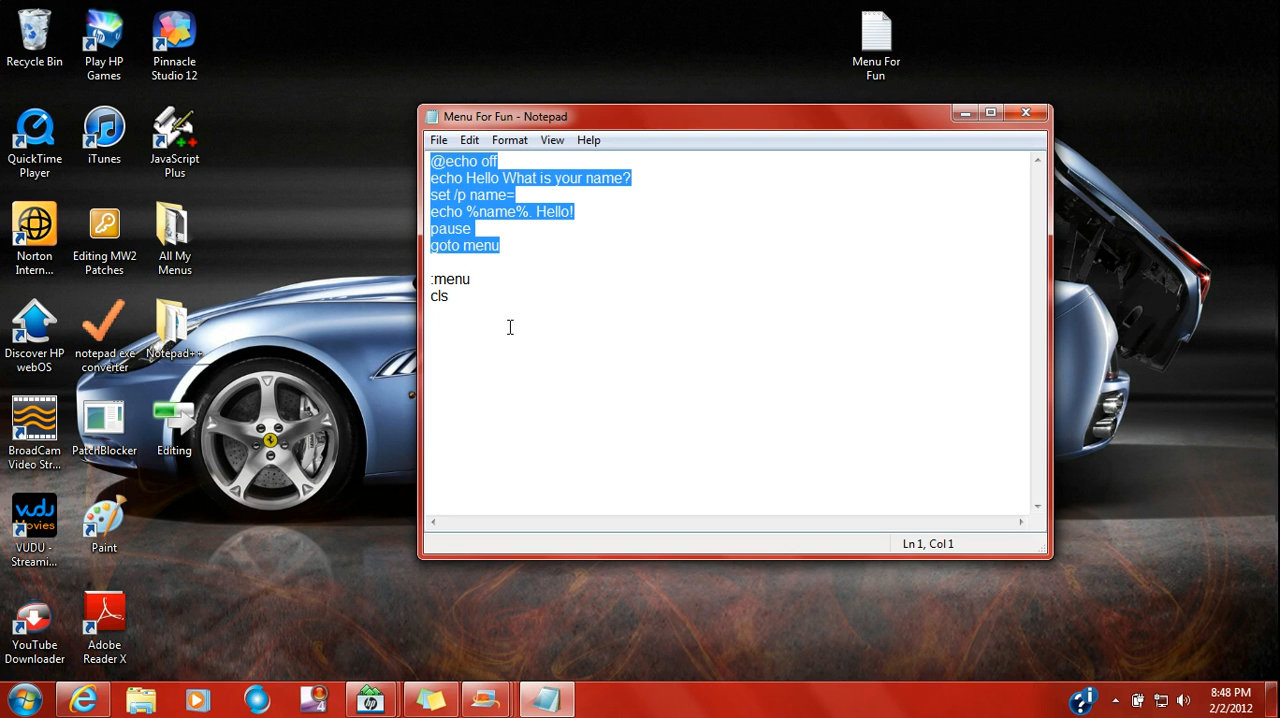 Recycle Bin
Play HP
Games
Pinnacle
Studio 12
Menu For
Fun
QuickTime
Player
iTunes
JavaScript
Plus
Norton
Intern...
Editing MW2
Patches
All My
Menus
Discover HP
webOS
notepad exe
converter
Notepad++
BroadCam
Video Str...
PatchBlocker
Editing
vudu
Movies
VUDU -
Streami...
Paint
YouTube
Downloader
Adobe
Reader X
Menu For Fun - Notepad
File Edit Format View Help
@echo off
echo Hello What is your name?
set /p name=
echo %name%. Hello!
pause
goto menu
:menu
cls
Ln 1, Col 1
hp
4
8:48 PM
2/2/2012